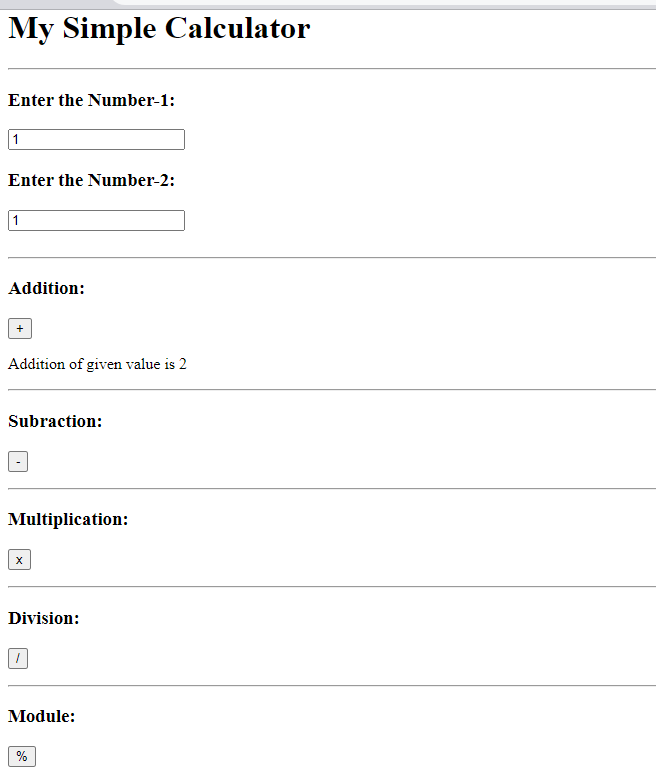 My Simple Calculator
Enter the Number-1:
1
Enter the Number-2:
1
Addition:
+
Addition of given value is 2
Subraction:
-
Multiplication:
x
Division:
/
Module:
%